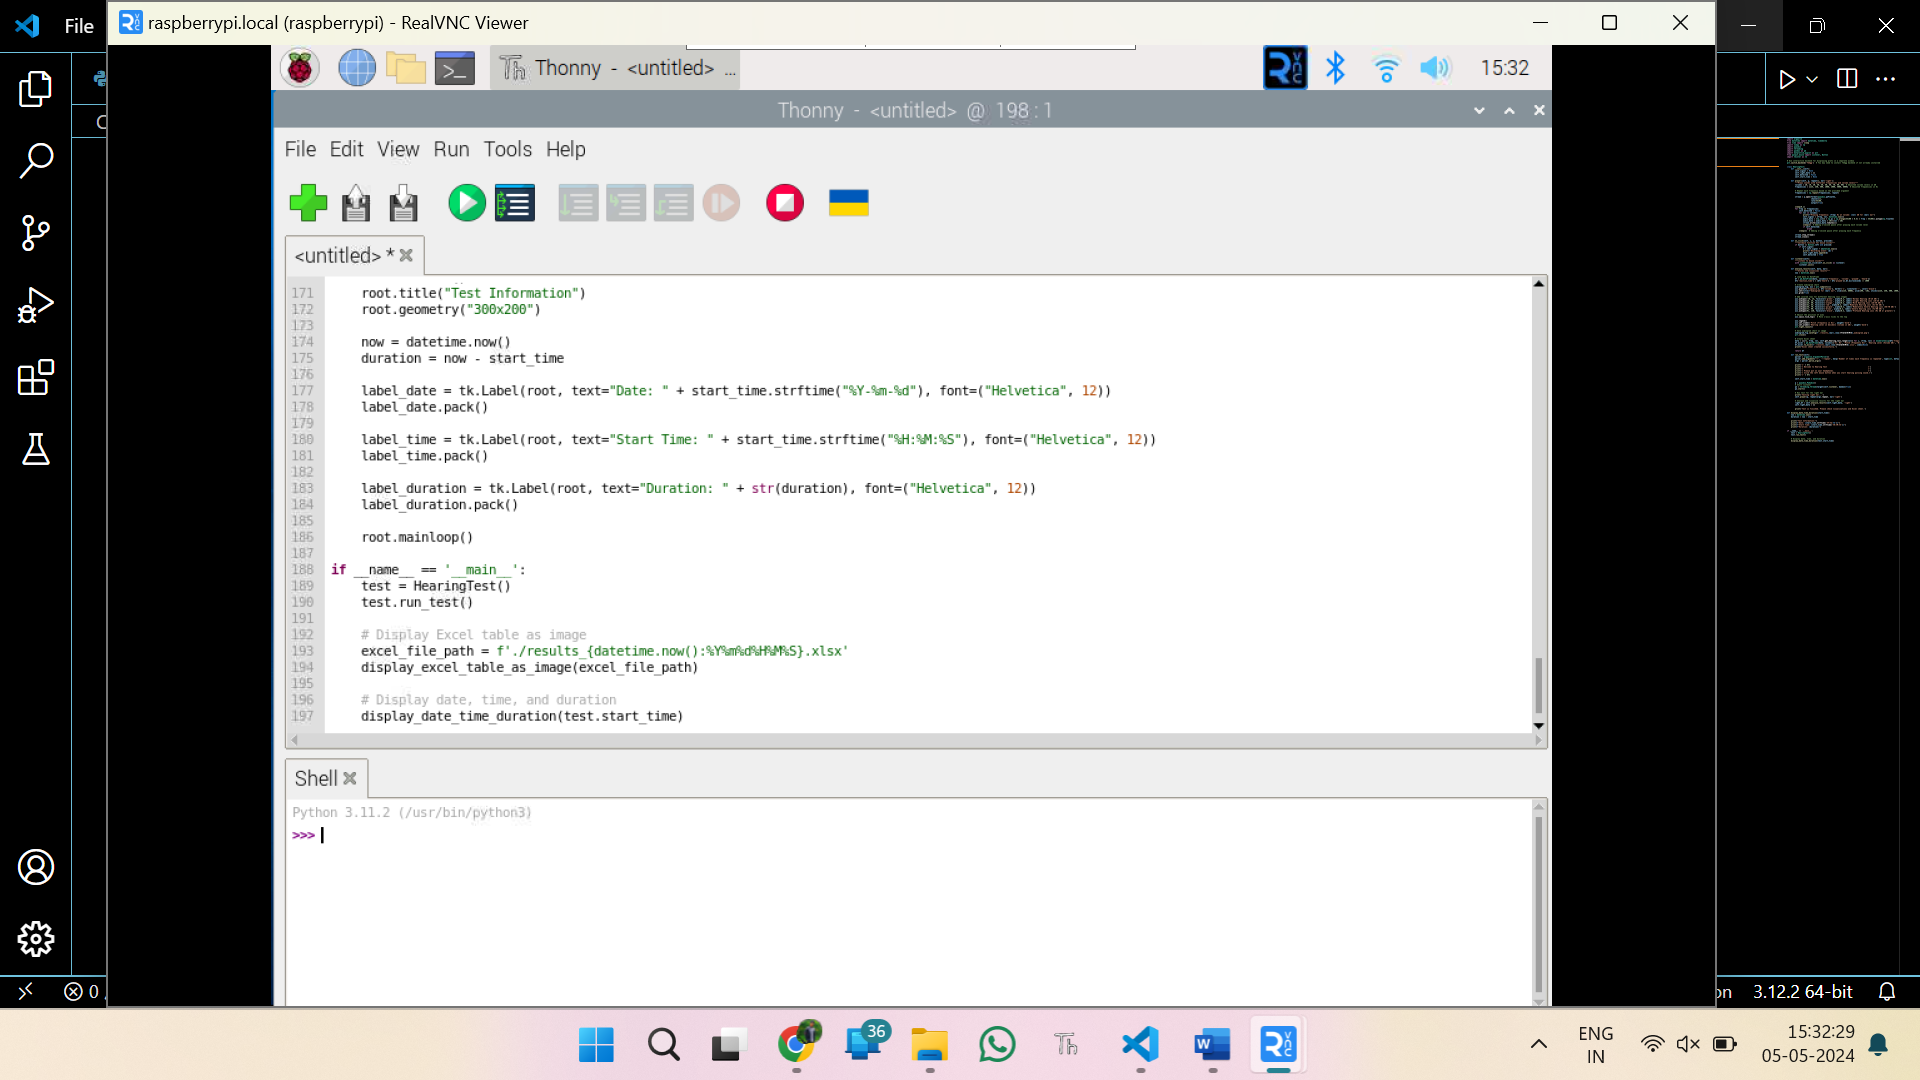 File
raspberrypi.local (raspberrypi) - RealVNC Viewer
Thonny - <untitled> ...
15:32
Thonny - <untitled> @ 198 : 1
File Edit View Run Tools Help
<untitled> *
171 root.title("Test Information")
172 root.geometry("300x200")
173
174 now = datetime.now()
175 duration = now - start_time
176
177 label_date = tk.Label(root, text="Date: " + start_time.strftime("%Y-%m-%d"), font=("Helvetica", 12))
178 label_date.pack()
179
180 label_time = tk.Label(root, text="Start Time: " + start_time.strftime("%H:%M:%S"), font=("Helvetica", 12))
181 label_time.pack()
182
183 label_duration = tk.Label(root, text="Duration: " + str(duration), font=("Helvetica", 12))
184 label_duration.pack()
185
186 root.mainloop()
187
188 if __name__ == '__main__':
189 test = HearingTest()
190 test.run_test()
191
192 # Display Excel table as image
193 excel_file_path = f'./results_{datetime.now():%Y%m%d%H%M%S}.xlsx'
194 display_excel_table_as_image(excel_file_path)
195
196 # Display date, time, and duration
197 display_date_time_duration(test.start_time)
Shell
Python 3.11.2 (/usr/bin/python3)
>>>
0
on 3.12.2 64-bit
36
ENG
IN
15:32:29
05-05-2024